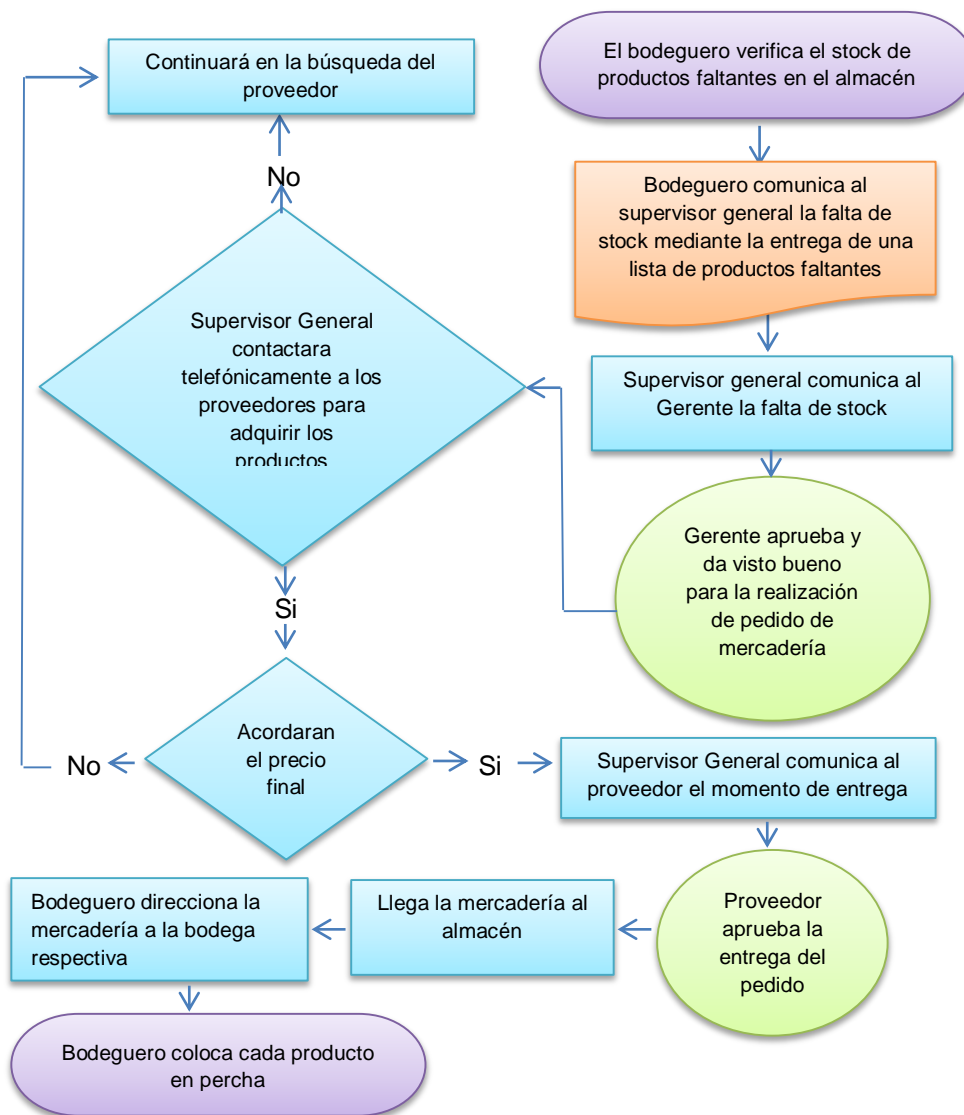 El bodeguero verifica el stock de
productos faltantes en el almacén
Bodeguero comunica al
supervisor general la falta de
stock mediante la entrega de una
lista de productos faltantes
Supervisor general comunica al
Gerente la falta de stock
Gerente aprueba y
da visto bueno
para la realización
de pedido de
mercadería
Supervisor General
contactara
telefónicamente a los
proveedores para
adquirir los
productos
No
Continuará en la búsqueda del
proveedor
Si
Acordaran
el precio
final
No
Si
Supervisor General comunica al
proveedor el momento de entrega
Proveedor
aprueba la
entrega del
pedido
Llega la mercadería al
almacén
Bodeguero direcciona la
mercadería a la bodega
respectiva
Bodeguero coloca cada producto
en percha